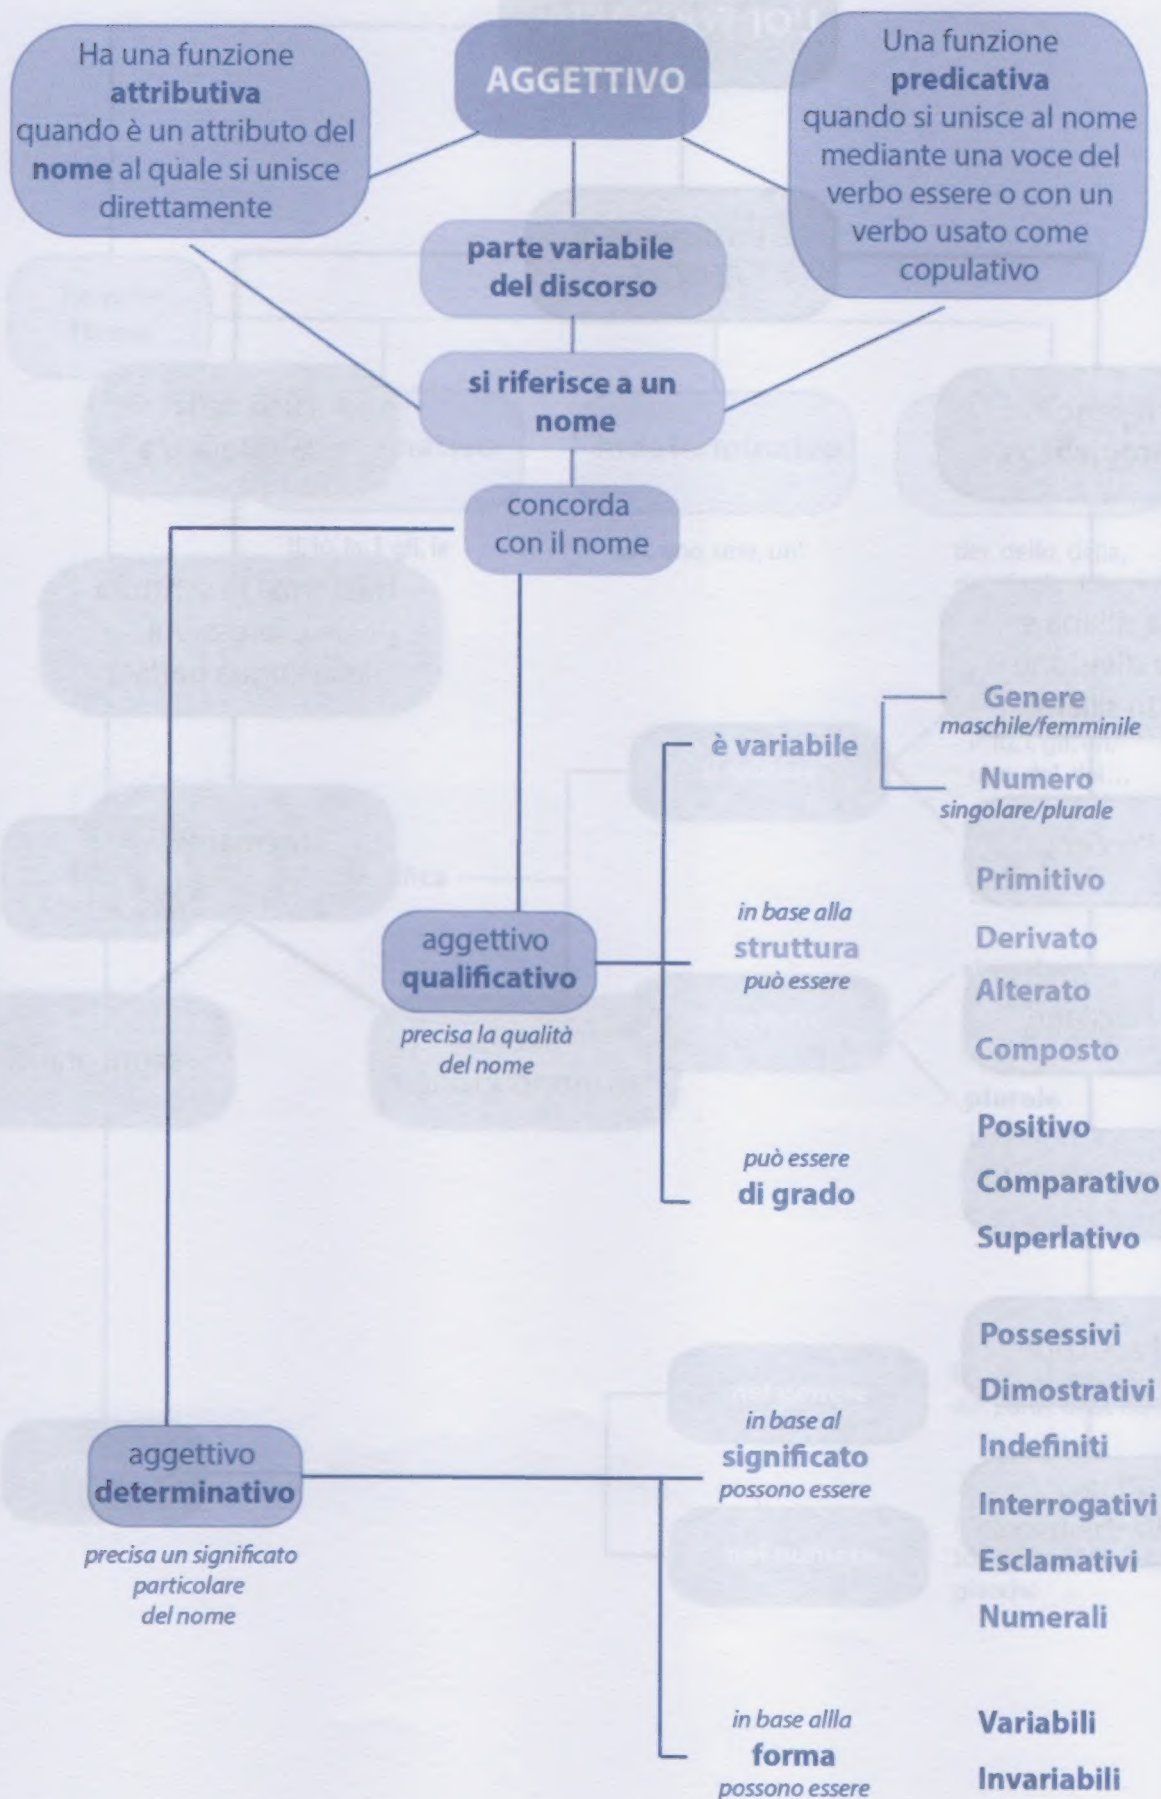 AGGETTIVO
Ha una funzione
attributiva
quando è un attributo del
nome al quale si unisce
direttamente
Una funzione
predicativa
quando si unisce al nome
mediante una voce del
verbo essere o con un
verbo usato come
copulativo
parte variabile
del discorso
si riferisce a un
nome
concorda
con il nome
aggettivo
qualificativo
precisa la qualità
del nome
è variabile
Genere
maschile/femminile
Numero
singolare/plurale
in base alla
struttura
può essere
Primitivo
Derivato
Alterato
Composto
può essere
di grado
Positivo
Comparativo
Superlativo
aggettivo
determinativo
precisa un significato
particolare
del nome
in base al
significato
possono essere
Possessivi
Dimostrativi
Indefiniti
Interrogativi
Esclamativi
Numerali
in base allla
forma
possono essere
Variabili
Invariabili